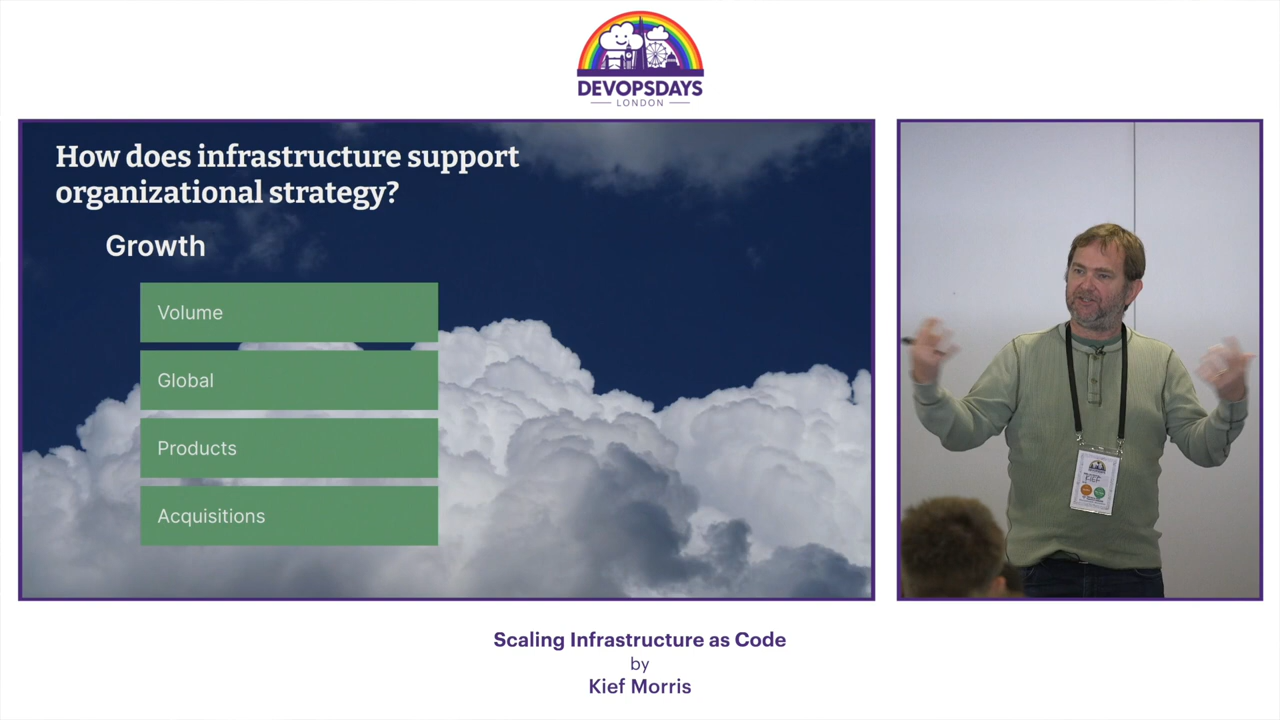 DEVOPSDAYS
LONDON
How does infrastructure support
organizational strategy?
Growth
Volume
Global
Products
Acquisitions
Scaling Infrastructure as Code
by
Kief Morris